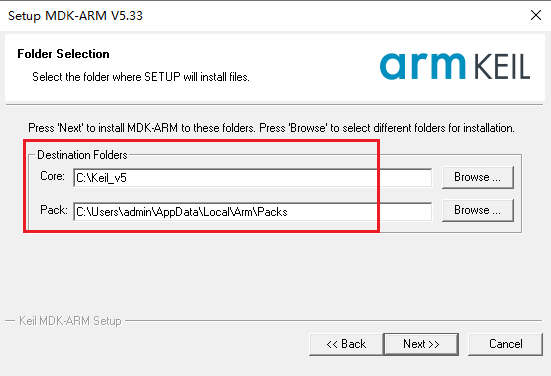 Setup MDK-ARM V5.33
Folder Selection
Select the folder where SETUP will install files.
arm KEIL
Press 'Next' to install MDK-ARM to these folders. Press 'Browse' to select different folders for installation.
Destination Folders
Core: C:\Keil_v5 Browse ...
Pack: C:\Users\admin\AppData\Local\Arm\Packs Browse ...
Keil MDK-ARM Setup
<< Back Next >> Cancel